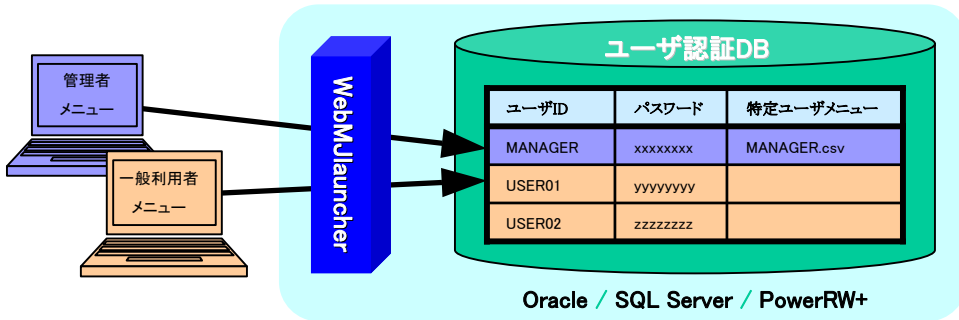 管理者
メニュー
一般利用者
メニュー
WebMJlauncher
ユーザ認証DB
ユーザID パスワード 特定ユーザメニュー
MANAGER xxxxxxxx MANAGER.csv
USER01 yyyyyyyy
USER02 zzzzzzzz
Oracle / SQL Server / PowerRW+